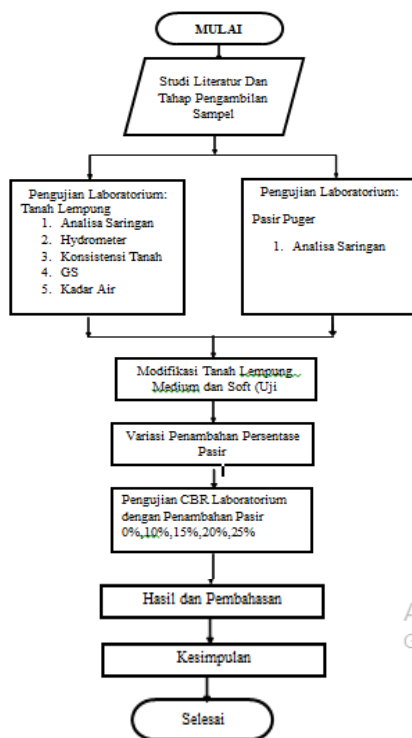 MULAI
Studi Literatur Dan
Tahap Pengambilan
Sampel
Pengujian Laboratorium:
Tanah Lempung
1. Analisa Saringan
2. Hydrometer
3. Konsistensi Tanah
4. GS
5. Kadar Air
Pengujian Laboratorium:
Pasir Puger
1. Analisa Saringan
Modifikasi Tanah Lempung
Medium dan Soft (Uji
Variasi Penambahan Persentase
Pasir
Pengujian CBR Laboratorium
dengan Penambahan Pasir
0%,10%,15%,20%,25%
Hasil dan Pembahasan
Kesimpulan
Selesai
A
G